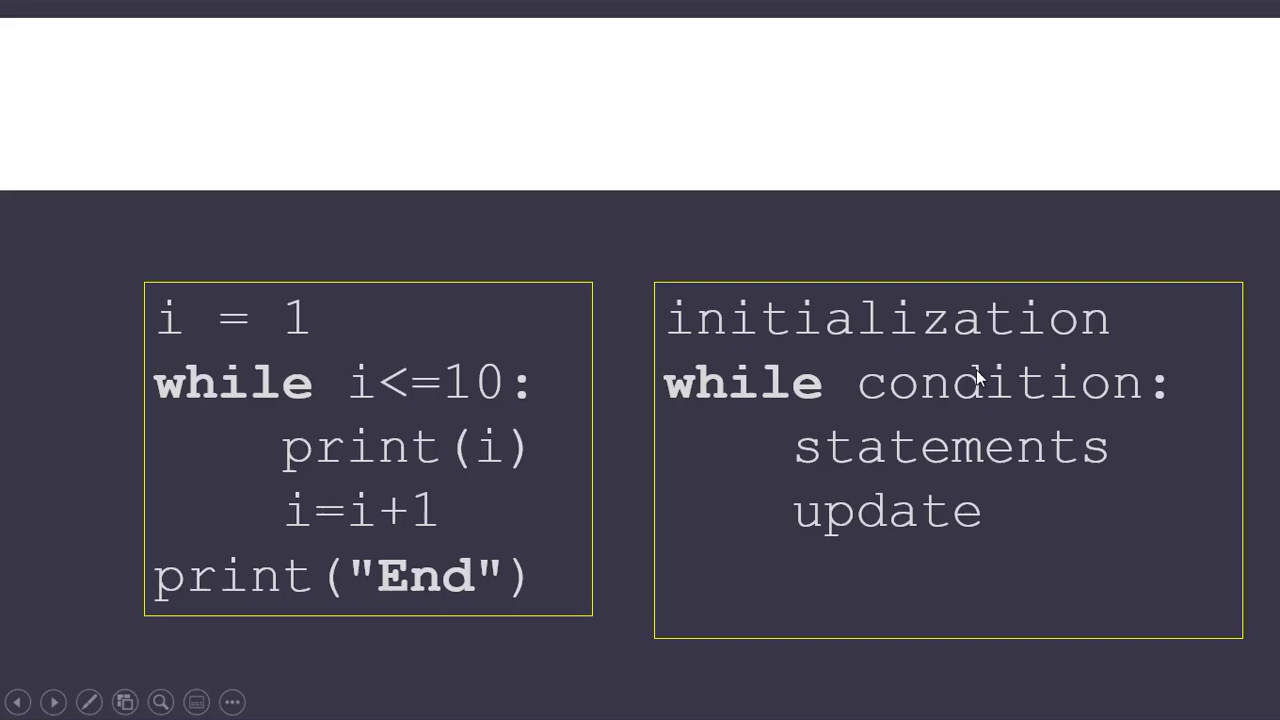 i = 1
while i<=10:
print(i)
i=i+1
print("End")
initialization
while condition:
statements
update